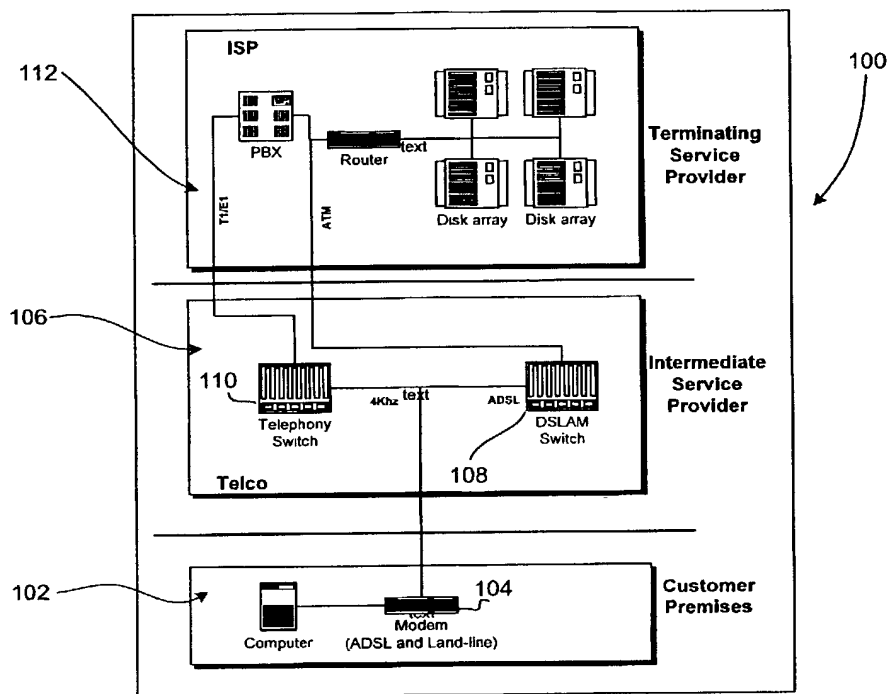 ISP
112
100
PBX
Router
text
Terminating
Service
Provider
Disk array
Disk array
T1/E1
ATM
106
110
4Khz
text
ADSL
Intermediate
Service
Provider
Telephony
Switch
DSLAM
Switch
108
Telco
102
104
Customer
Premises
text
Computer
Modem
(ADSL and Land-line)